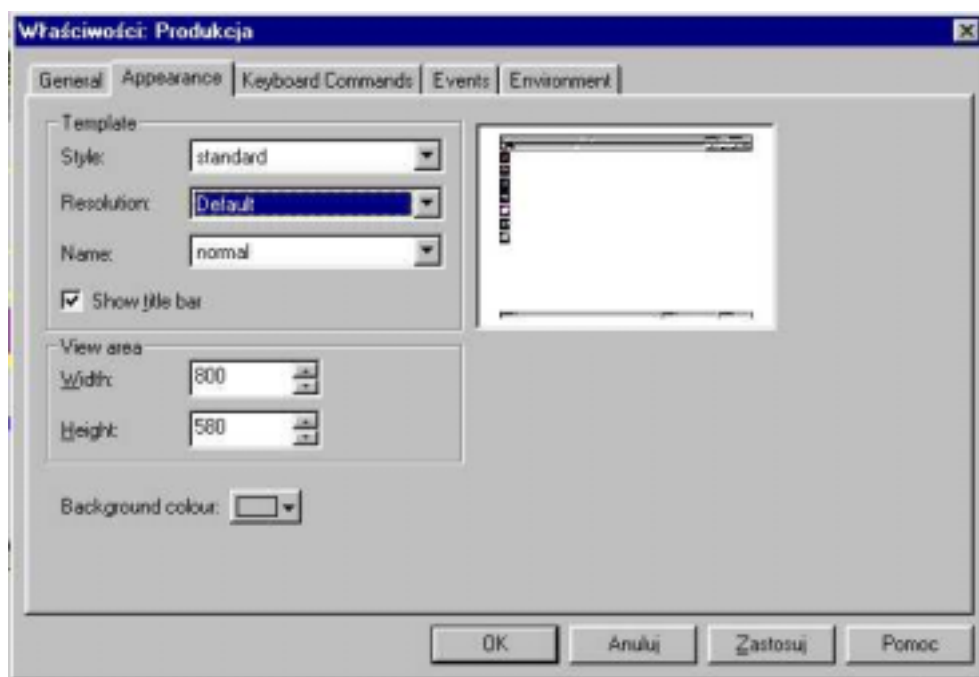 Właściwości: Produkcja
General Appearance Keyboard Commands Events Environment
Template
Style: standard
Resolution: Default
Name: normal
Show title bar
View area
Width: 800
Height: 580
Background colour:
OK Anuluj Zastosuj Pomoc